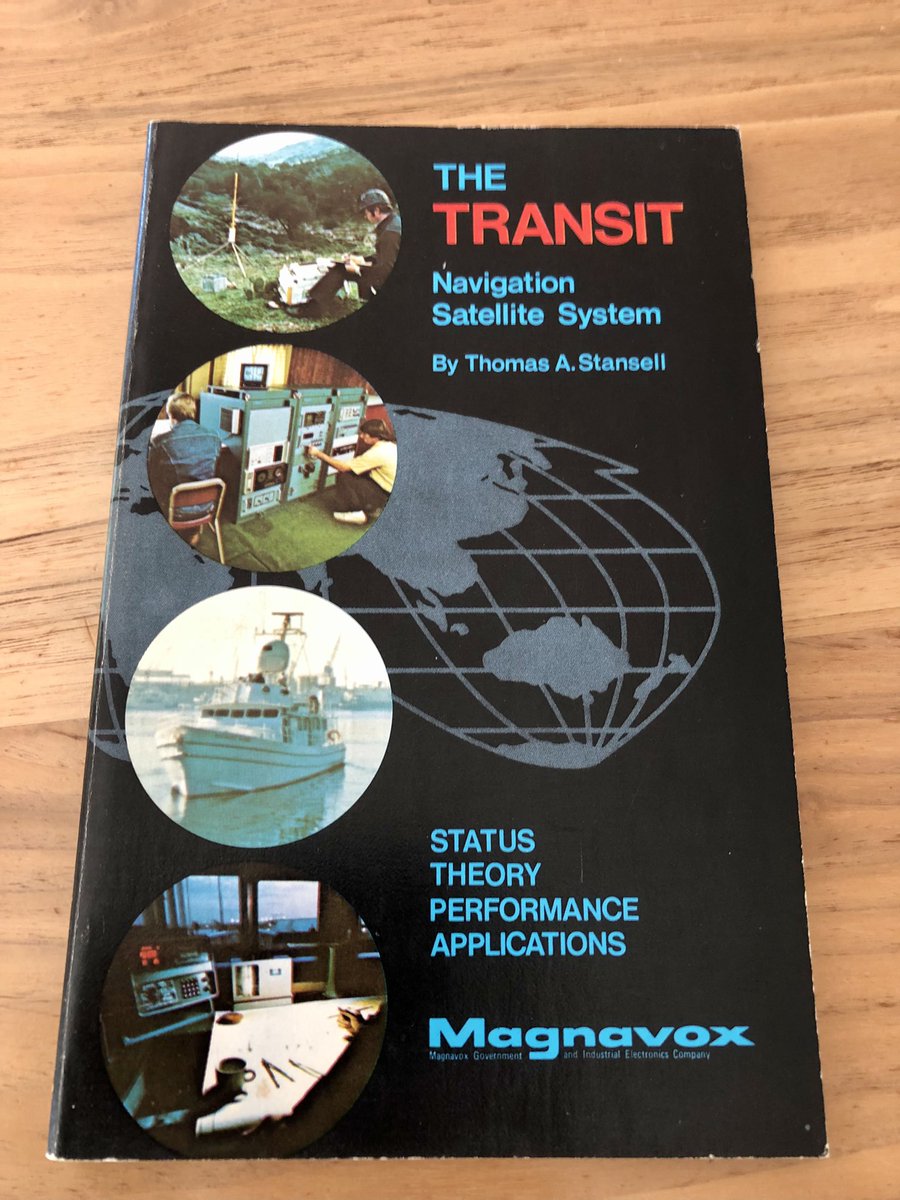 THE
TRANSIT
Navigation
Satellite System
By Thomas A. Stansell
STATUS
THEORY
PERFORMANCE
APPLICATIONS
Magnavox
Magnavox Government and Industrial Electronics Company